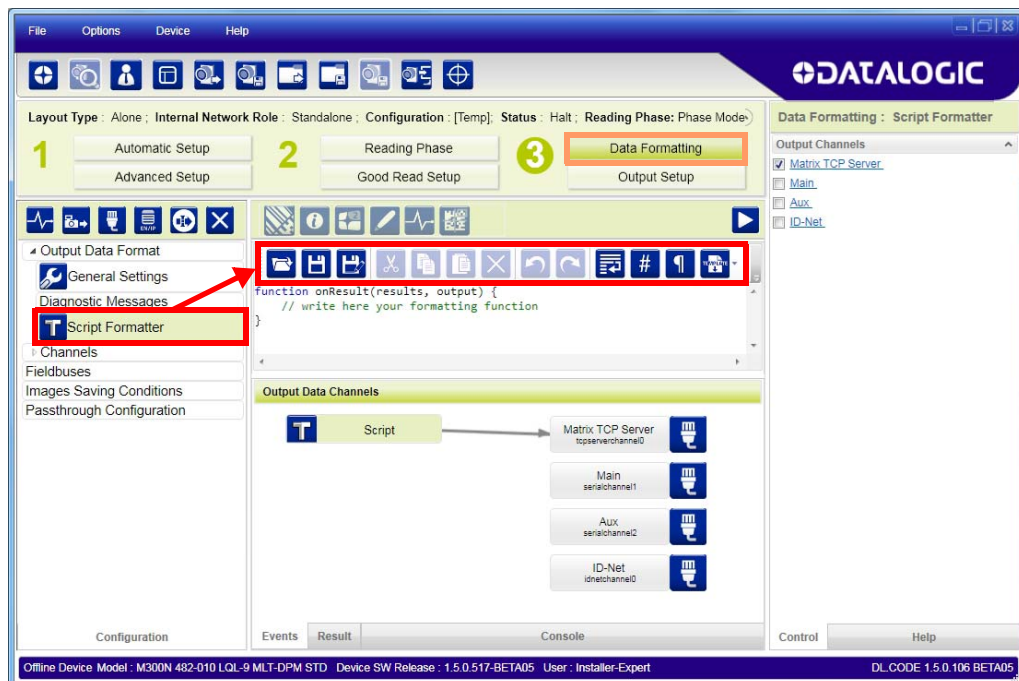 File Options Device Help
DATALOGIC
Layout Type : Alone ; Internal Network Role : Standalone ; Configuration : [Temp]; Status : Halt ; Reading Phase: Phase Mode
1 Automatic Setup 2 Reading Phase 3 Data Formatting
Advanced Setup Good Read Setup Output Setup
Data Formatting : Script Formatter
Output Channels
Matrix TCP Server
Main
Aux
ID-Net
EN/IP
Output Data Format
General Settings
Diagnostic Messages
T Script Formatter
Channels
Fieldbuses
Images Saving Conditions
Passthrough Configuration
Configuration
# ¶ TEMPLATE
function onResult(results, output) {
// write here your formatting function
}
Output Data Channels
T Script
Matrix TCP Server
tcpserverchannel0
Main
serialchannel1
Aux
serialchannel2
ID-Net
idnetchannel0
Events Result Console
Control Help
Offline Device Model : M300N 482-010 LQL-9 MLT-DPM STD Device SW Release : 1.5.0.517-BETA05 User : Installer-Expert DL.CODE 1.5.0.106 BETA05